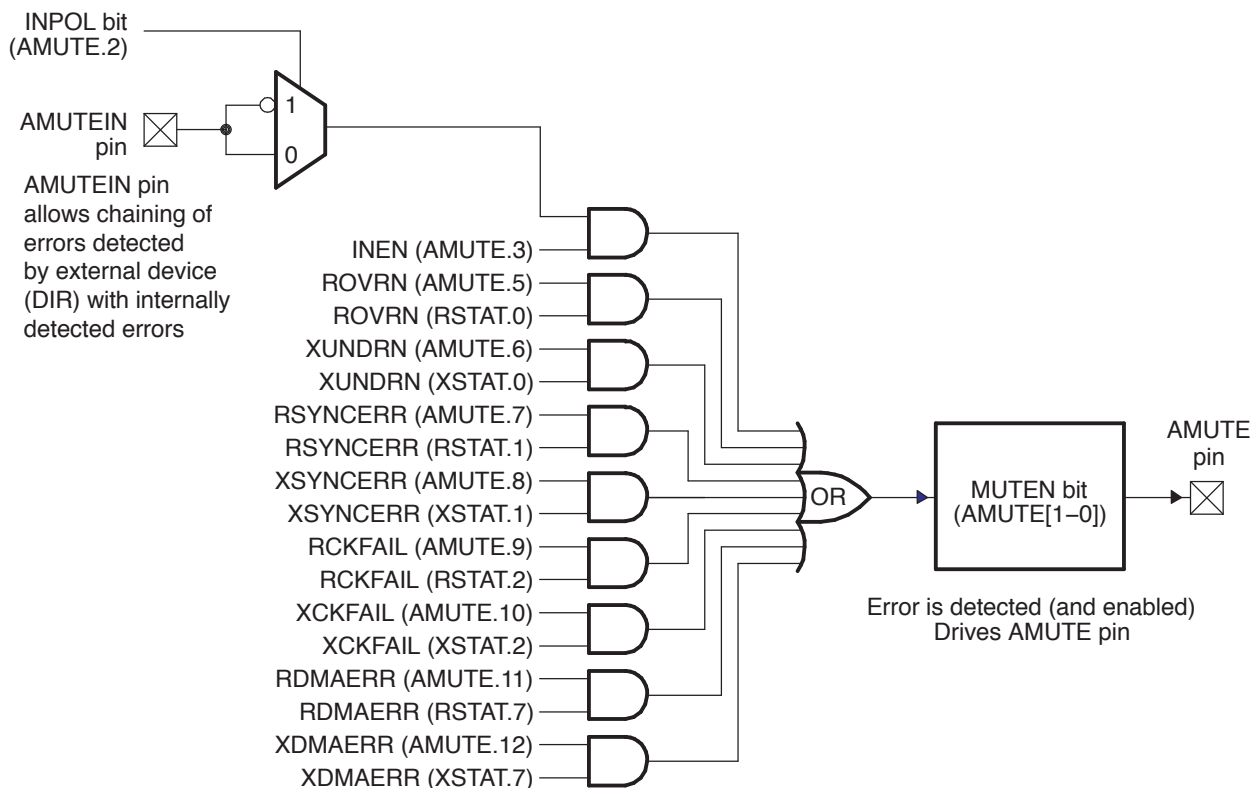 INPOL bit
(AMUTE.2)
1
AMUTEIN
pin
0
AMUTEIN pin
allows chaining of
errors detected
by external device
(DIR) with internally
detected errors
INEN (AMUTE.3)
ROVRN (AMUTE.5)
ROVRN (RSTAT.0)
XUNDRN (AMUTE.6)
XUNDRN (XSTAT.0)
RSYNCERR (AMUTE.7)
RSYNCERR (RSTAT.1)
XSYNCERR (AMUTE.8)
XSYNCERR (XSTAT.1)
RCKFAIL (AMUTE.9)
RCKFAIL (RSTAT.2)
XCKFAIL (AMUTE.10)
XCKFAIL (XSTAT.2)
RDMAERR (AMUTE.11)
RDMAERR (RSTAT.7)
XDMAERR (AMUTE.12)
XDMAERR (XSTAT.7)
OR
MUTEN bit
(AMUTE[1–0])
AMUTE
pin
Error is detected (and enabled)
Drives AMUTE pin